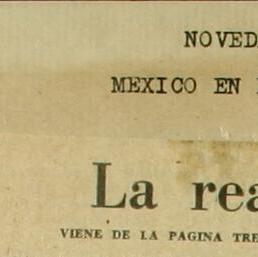 NOVED
MEXICO EN
La rea
VIENE DE LA PAGINA TRE